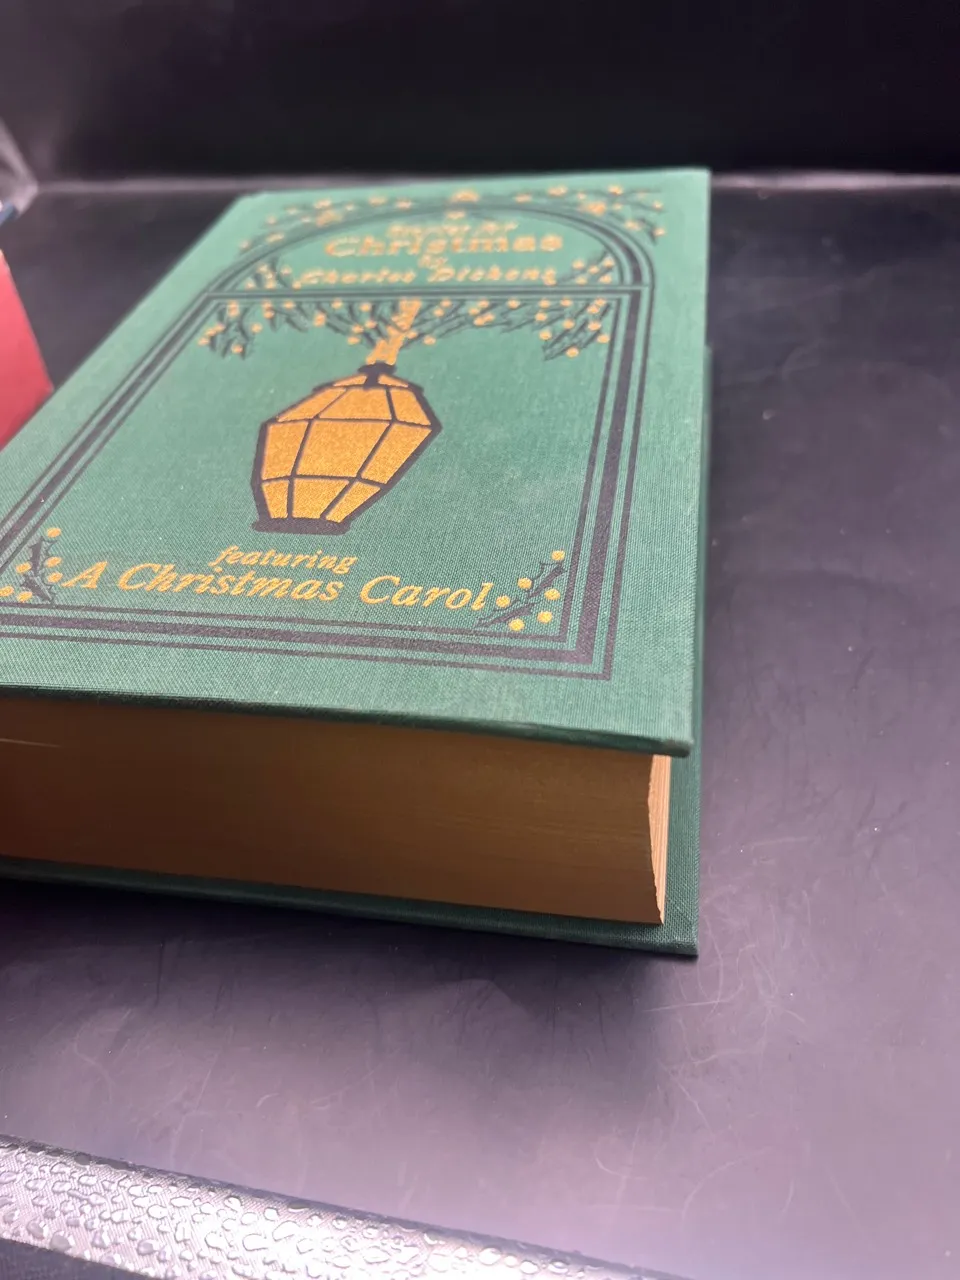 Christmas
by
Charles Dickens
featuring
A Christmas Carol